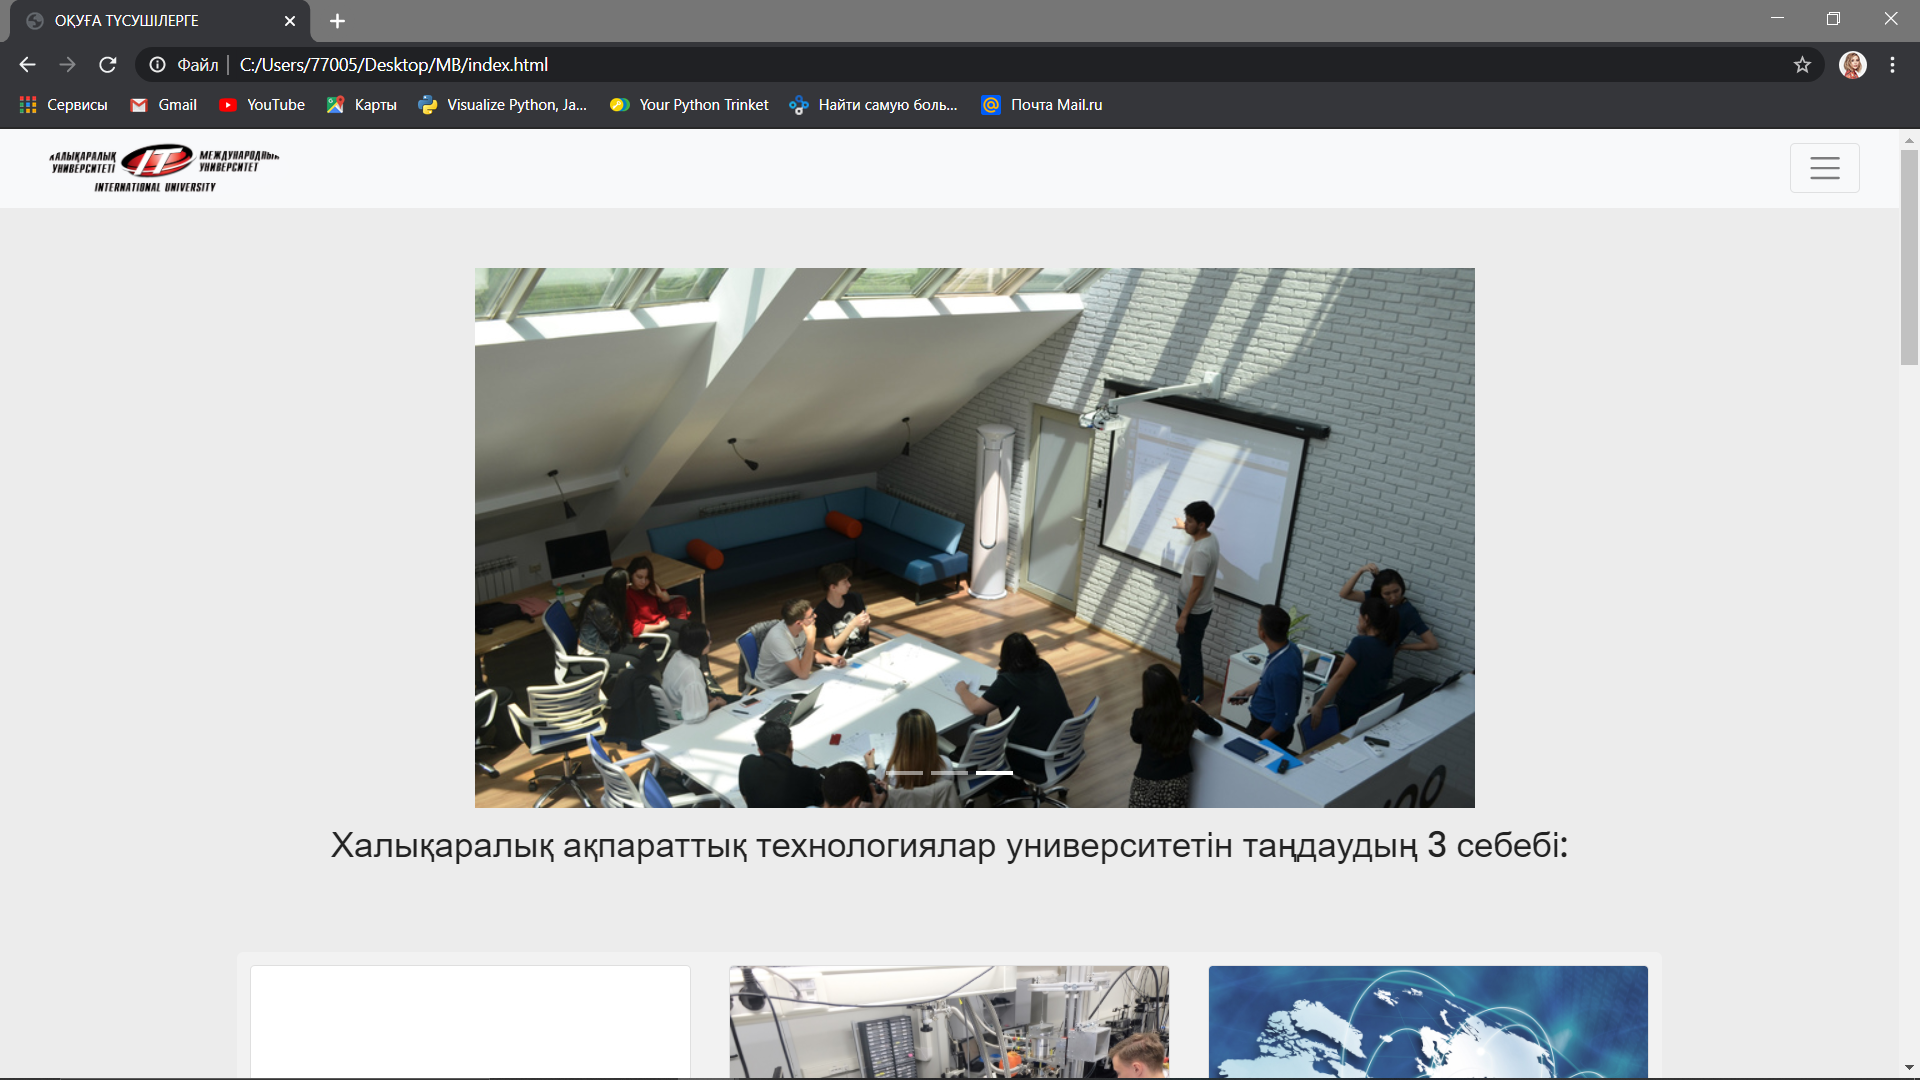 ОҚУҒА ТҮСУШІЛЕРГЕ
Файл | C:/Users/77005/Desktop/MB/index.html
Сервисы Gmail YouTube Карты Visualize Python, Ja... Your Python Trinket Найти самую боль... Почта Mail.ru
ХАЛЫҚАРАЛЫҚ IT МЕЖДУНАРОДНЫЙ
УНИВЕРСИТЕТІ УНИВЕРСИТЕТ
INTERNATIONAL UNIVERSITY
Халықаралық ақпараттық технологиялар университетін таңдаудың 3 себебі: